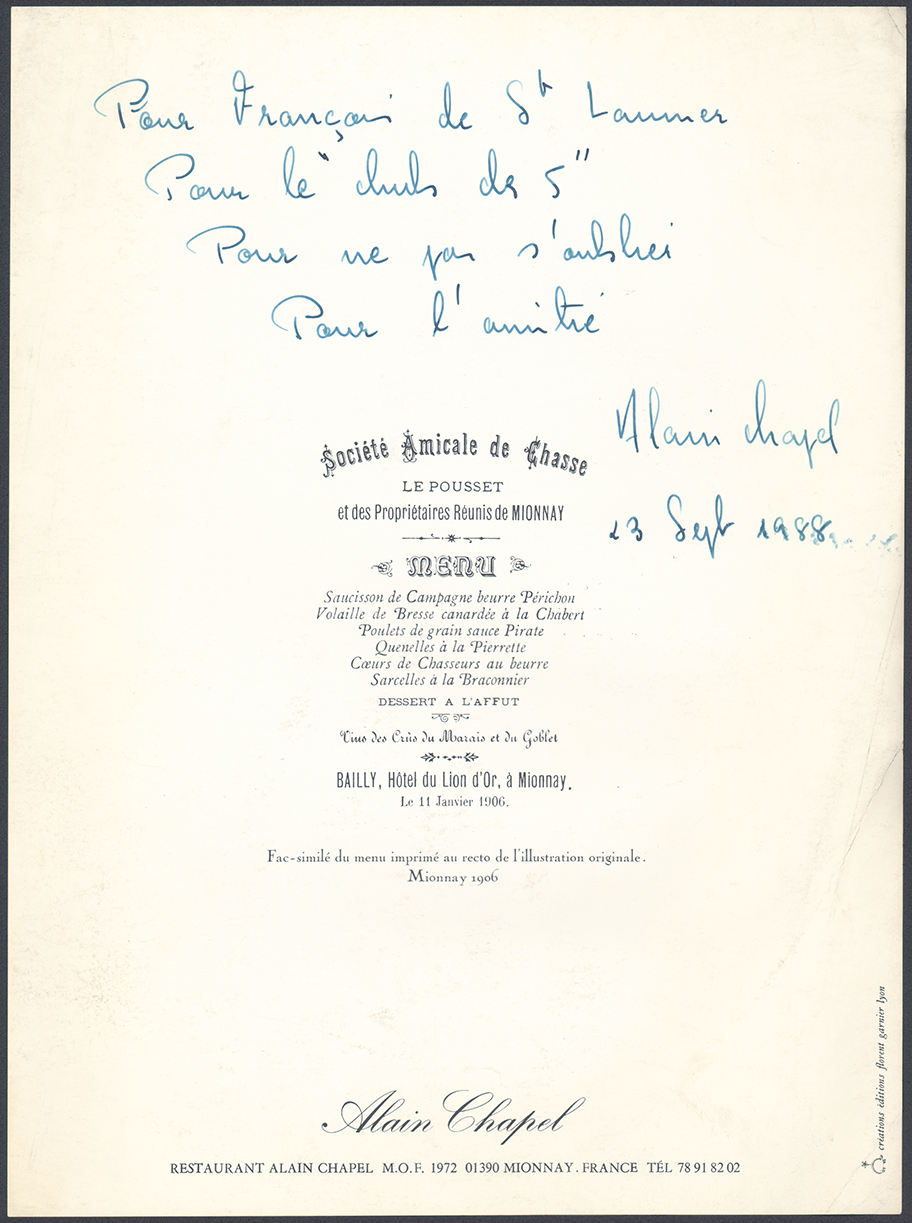 Pour François de St Laumer
Pour le "club des 5"
Pour ne pas s'oublier
Pour l'amitié
Alain Chapel
23 Sept 1988
Société Amicale de Chasse
LE POUSSET
et des Propriétaires Réunis de MIONNAY
MENU
Saucisson de Campagne beurre Périchon
Volaille de Bresse canardée à la Chabert
Poulets de grain sauce Pirate
Quenelles à la Pierrette
Cœurs de Chasseurs au beurre
Sarcelles à la Braconnier
DESSERT A L'AFFUT
Vins des Crûs du Marais et du Goblet
BAILLY, Hôtel du Lion d'Or, à Mionnay.
Le 11 Janvier 1906.
Fac-similé du menu imprimé au recto de l'illustration originale.
Mionnay 1906
créations éditions florent garnier lyon
Alain Chapel
RESTAURANT ALAIN CHAPEL M.O.F. 1972 01390 MIONNAY. FRANCE TÉL 78 91 82 02